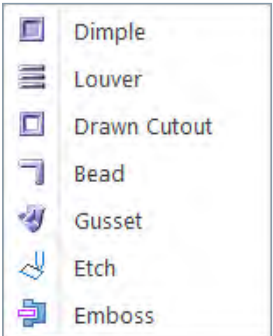 Dimple
Louver
Drawn Cutout
Bead
Gusset
Etch
Emboss